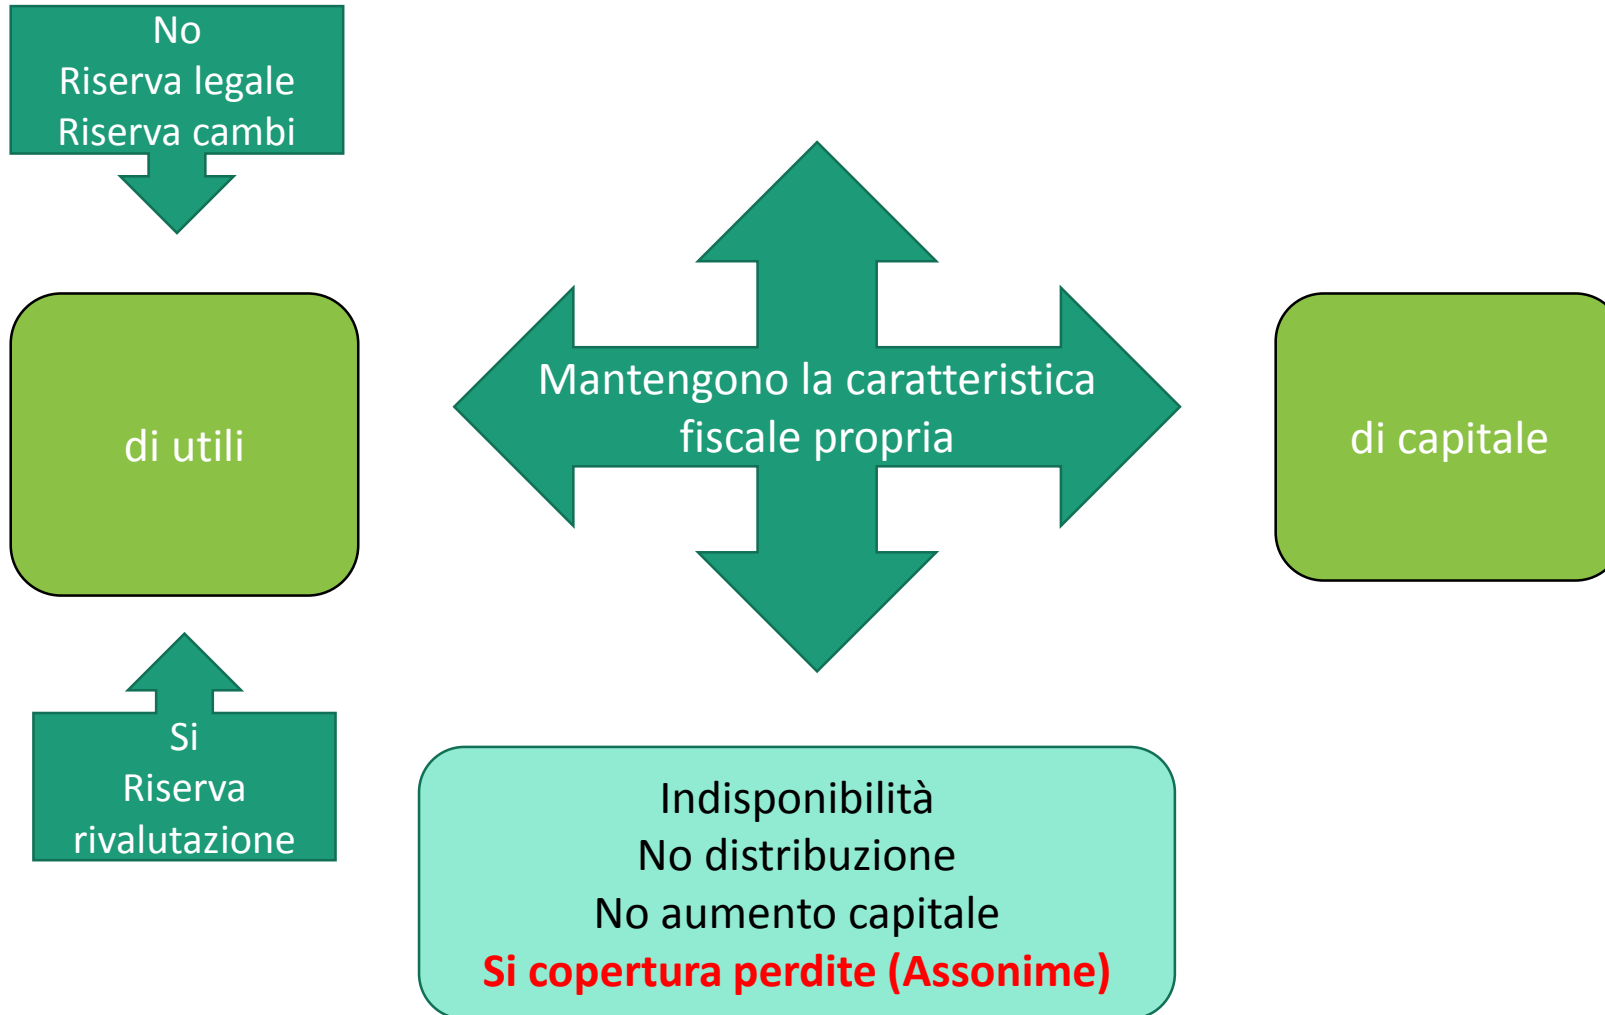 No
Riserva legale
Riserva cambi
di utili
Mantengono la caratteristica
fiscale propria
di capitale
Si
Riserva
rivalutazione
Indisponibilità
No distribuzione
No aumento capitale
Si copertura perdite (Assonime)